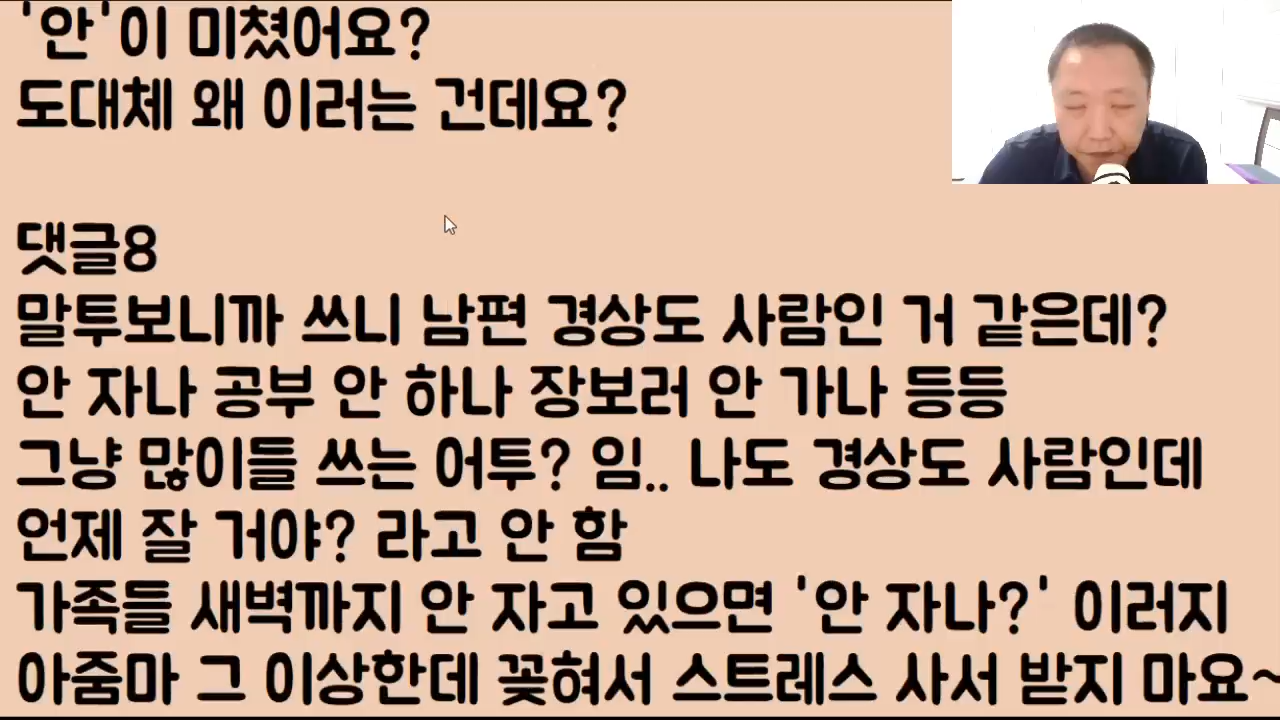 '안'이 미쳤어요?
도대체 왜 이러는 건데요?
댓글8
말투보니까 쓰니 남편 경상도 사람인 거 같은데?
안 자나 공부 안 하나 장보러 안 가나 등등
그냥 많이들 쓰는 어투? 임.. 나도 경상도 사람인데
언제 잘 거야? 라고 안 함
가족들 새벽까지 안 자고 있으면 '안 자나?' 이러지
아줌마 그 이상한데 꽂혀서 스트레스 사서 받지 마요~